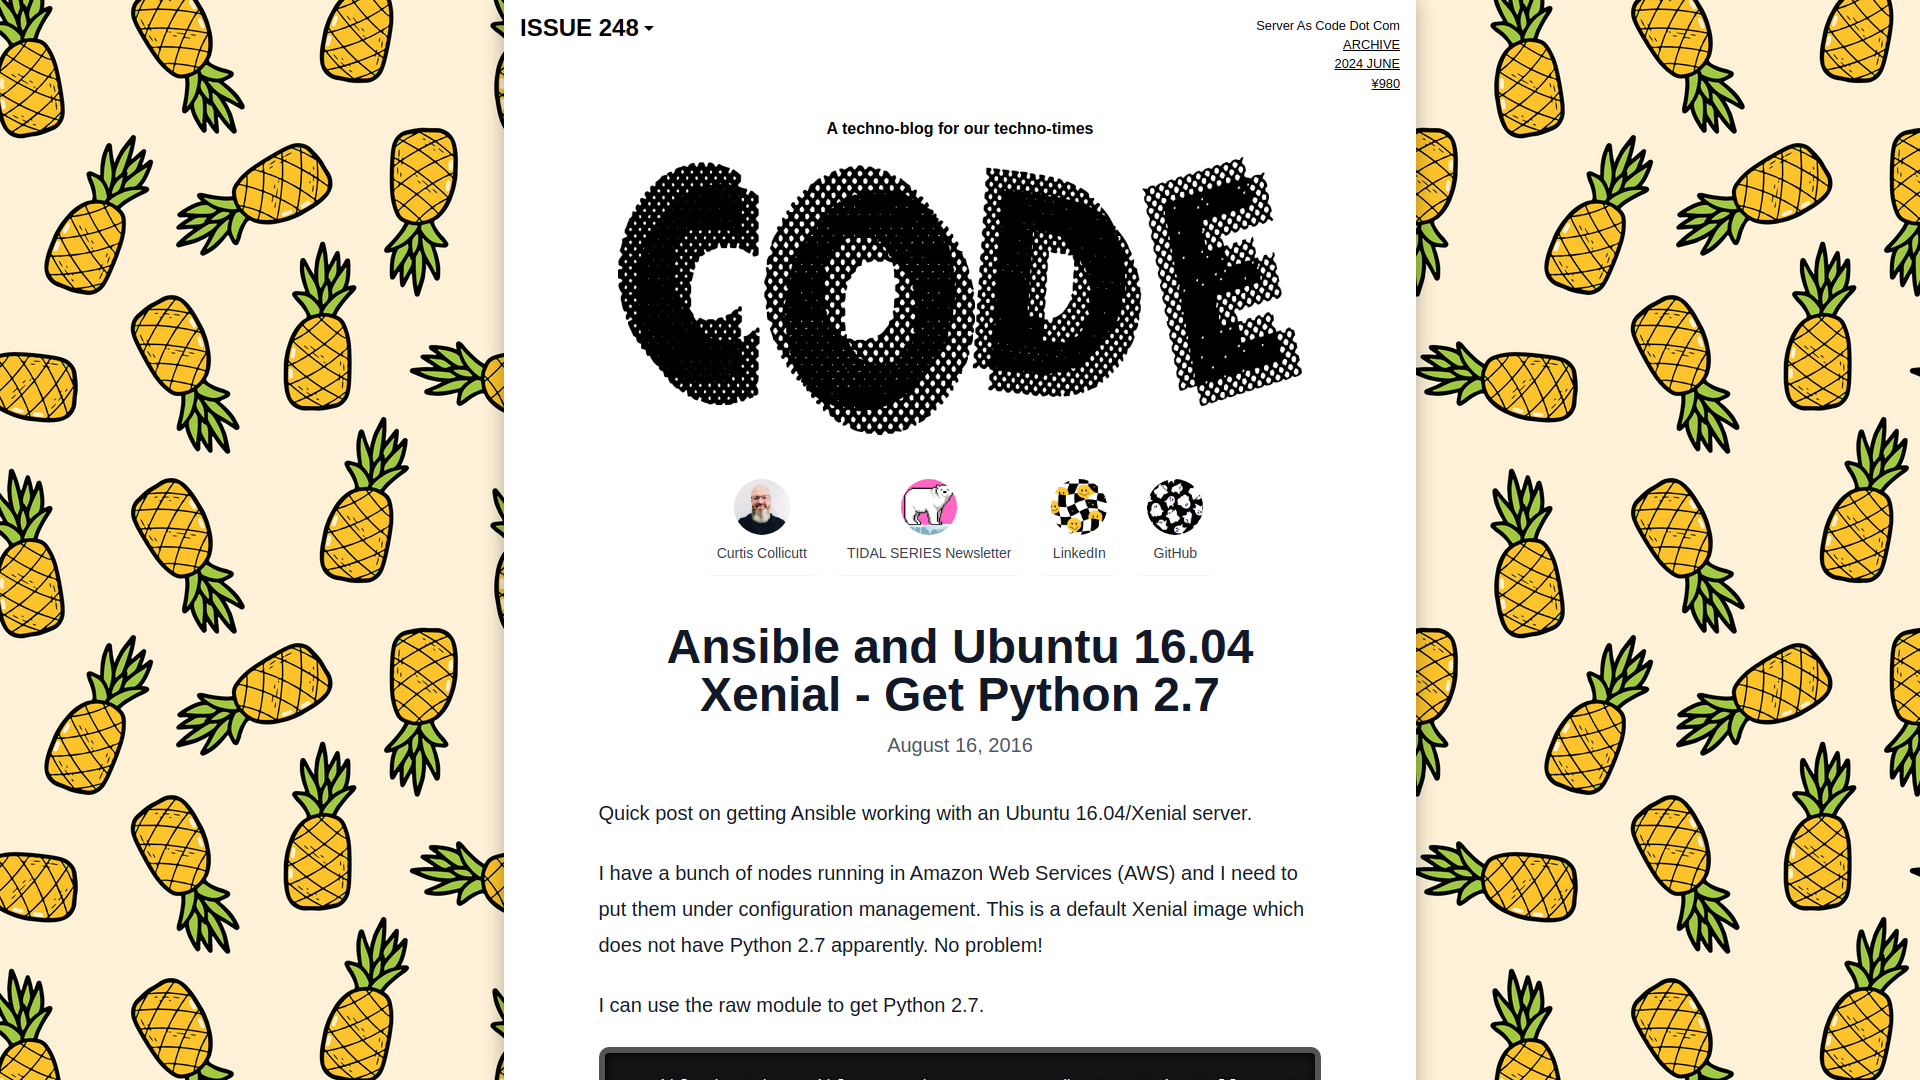 ISSUE 248
Server As Code Dot Com
ARCHIVE
2024 JUNE
¥980
A techno-blog for our techno-times
CODE
Curtis Collicutt
TIDAL SERIES Newsletter
LinkedIn
GitHub
Ansible and Ubuntu 16.04
Xenial - Get Python 2.7
August 16, 2016
Quick post on getting Ansible working with an Ubuntu 16.04/Xenial server.
I have a bunch of nodes running in Amazon Web Services (AWS) and I need to
put them under configuration management. This is a default Xenial image which
does not have Python 2.7 apparently. No problem!
I can use the raw module to get Python 2.7.